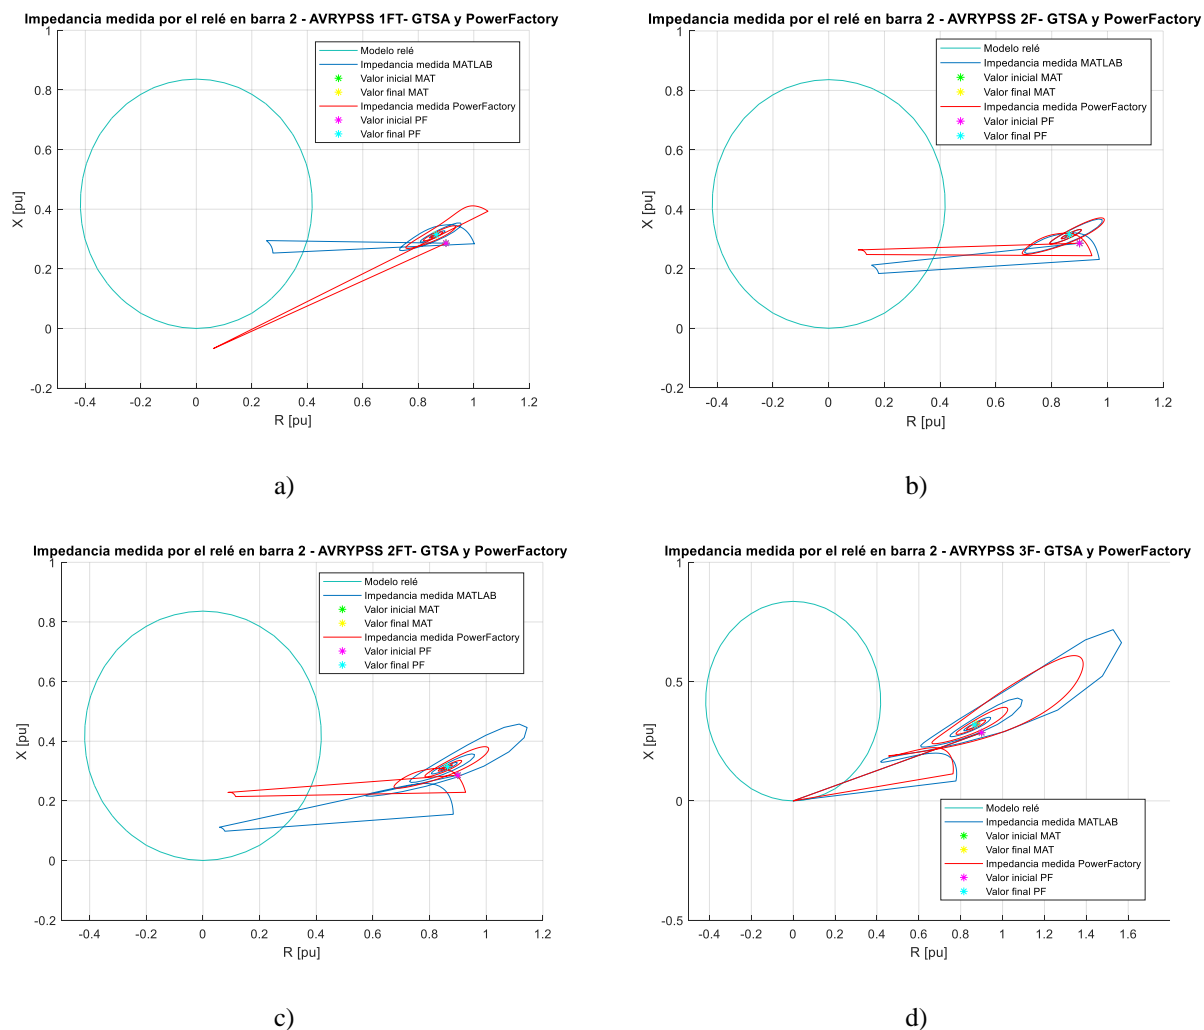 Impedancia medida por el relé en barra 2 - AVRYPSS 1FT- GTSA y PowerFactory
1
0.8
0.6
0.4
0.2
0
-0.2
X [pu]
-0.4
-0.2
0
0.2
0.4
0.6
0.8
1
1.2
R [pu]
Modelo relé
Impedancia medida MATLAB
Valor inicial MAT
Valor final MAT
Impedancia medida PowerFactory
Valor inicial PF
Valor final PF
a)
Impedancia medida por el relé en barra 2 - AVRYPSS 2F- GTSA y PowerFactory
1
0.8
0.6
0.4
0.2
0
-0.2
X [pu]
-0.4
-0.2
0
0.2
0.4
0.6
0.8
1
1.2
R [pu]
Modelo relé
Impedancia medida MATLAB
Valor inicial MAT
Valor final MAT
Impedancia medida PowerFactory
Valor inicial PF
Valor final PF
b)
Impedancia medida por el relé en barra 2 - AVRYPSS 2FT- GTSA y PowerFactory
1
0.8
0.6
0.4
0.2
0
-0.2
X [pu]
-0.4
-0.2
0
0.2
0.4
0.6
0.8
1
1.2
R [pu]
Modelo relé
Impedancia medida MATLAB
Valor inicial MAT
Valor final MAT
Impedancia medida PowerFactory
Valor inicial PF
Valor final PF
c)
Impedancia medida por el relé en barra 2 - AVRYPSS 3F- GTSA y PowerFactory
1
0.5
0
-0.5
X [pu]
-0.4
-0.2
0
0.2
0.4
0.6
0.8
1
1.2
1.4
1.6
R [pu]
Modelo relé
Impedancia medida MATLAB
Valor inicial MAT
Valor final MAT
Impedancia medida PowerFactory
Valor inicial PF
Valor final PF
d)